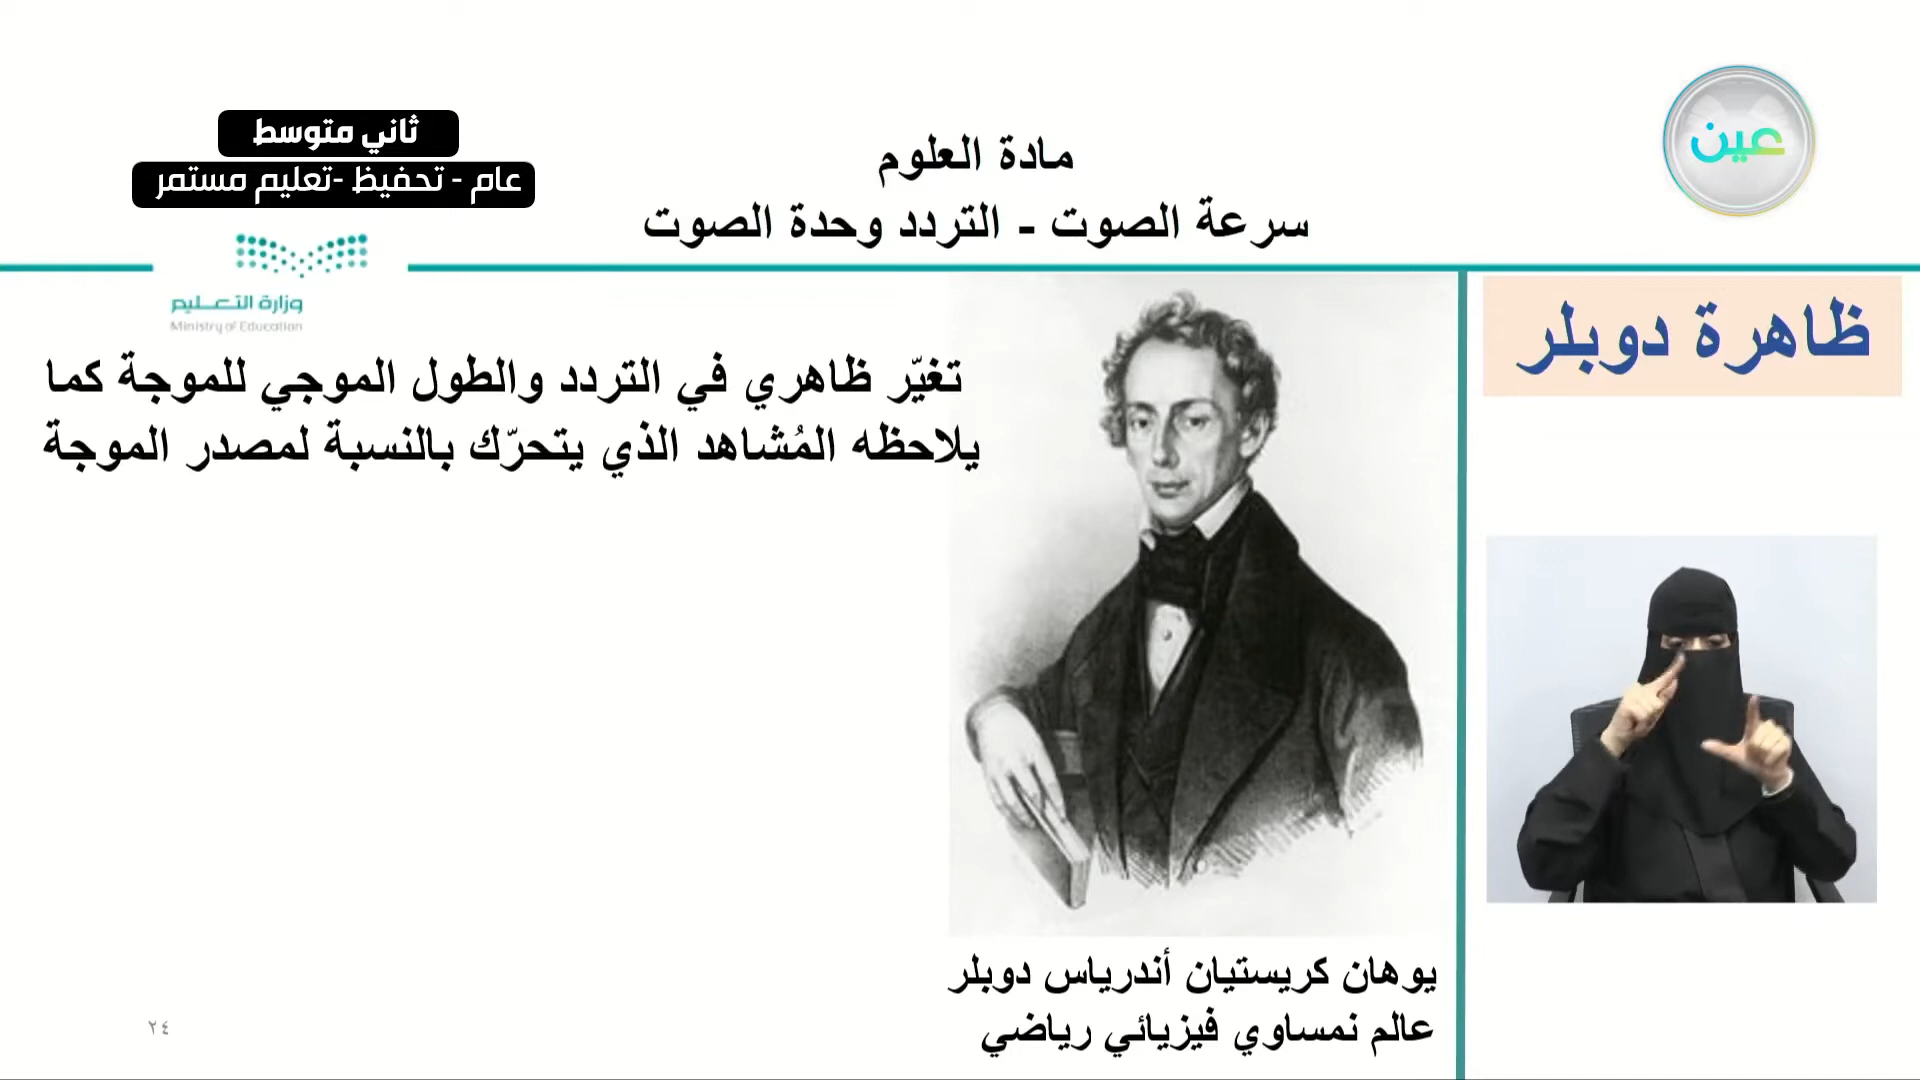 عين
ثاني متوسط
عام - تحفيظ -تعليم مستمر
مادة العلوم
سرعة الصوت - التردد وحدة الصوت
وزارة التعليم
Ministry of Education
ظاهرة دوبلر
تغيّر ظاهري في التردد والطول الموجي للموجة كما
يلاحظه المُشاهد الذي يتحرّك بالنسبة لمصدر الموجة
يوهان كريستيان أندرياس دوبلر
عالم نمساوي فيزيائي رياضي
٢٤